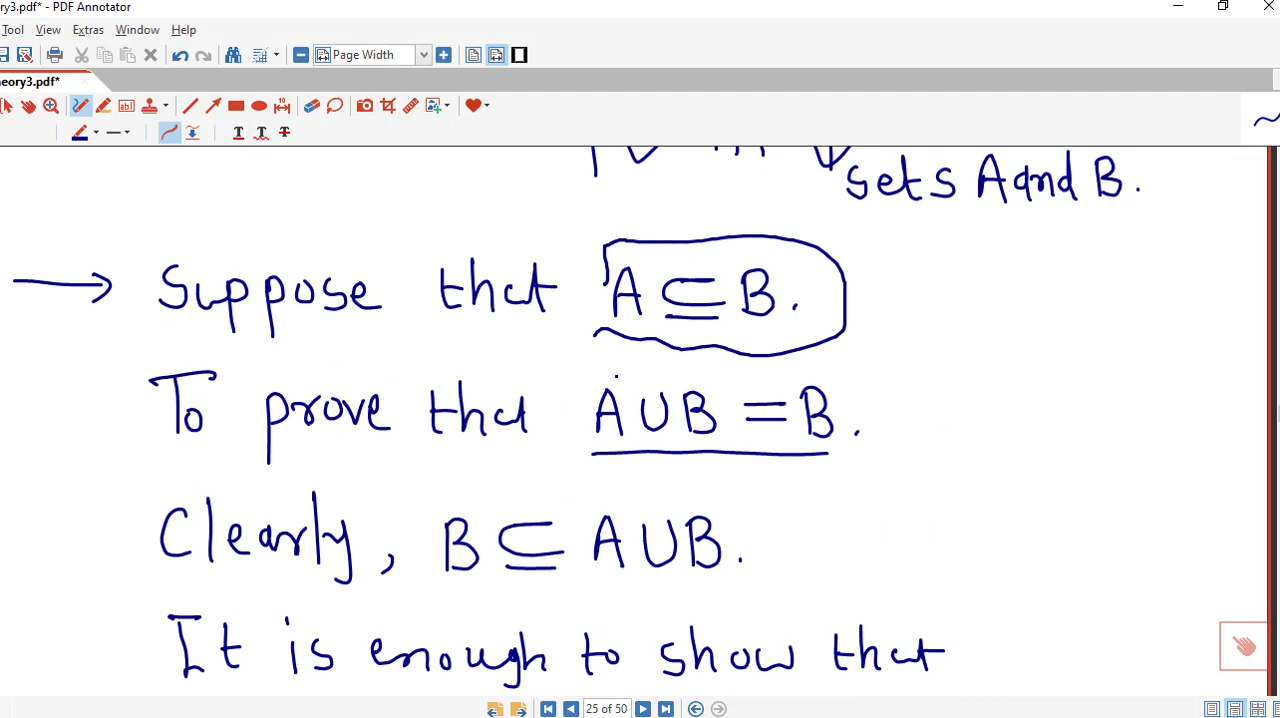 ry3.pdf* - PDF Annotator
Tool View Extras Window Help
Page Width
eory3.pdf*
sets A and B.
Suppose that A ⊆ B.
To prove that A ∪ B = B.
Clearly, B ⊆ A ∪ B.
It is enough to show that
25 of 50